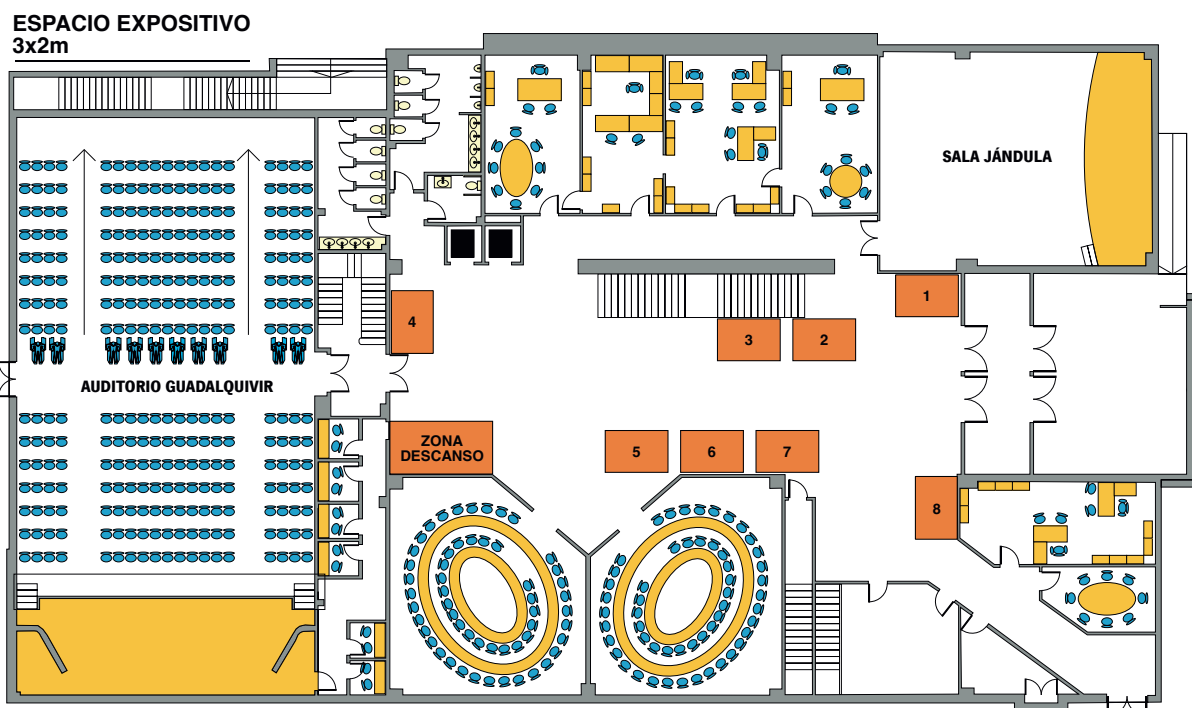 ESPACIO EXPOSITIVO
3x2m
SALA JÁNDULA
1
4
3
2
AUDITORIO GUADALQUIVIR
ZONA
DESCANSO
5
6
7
8